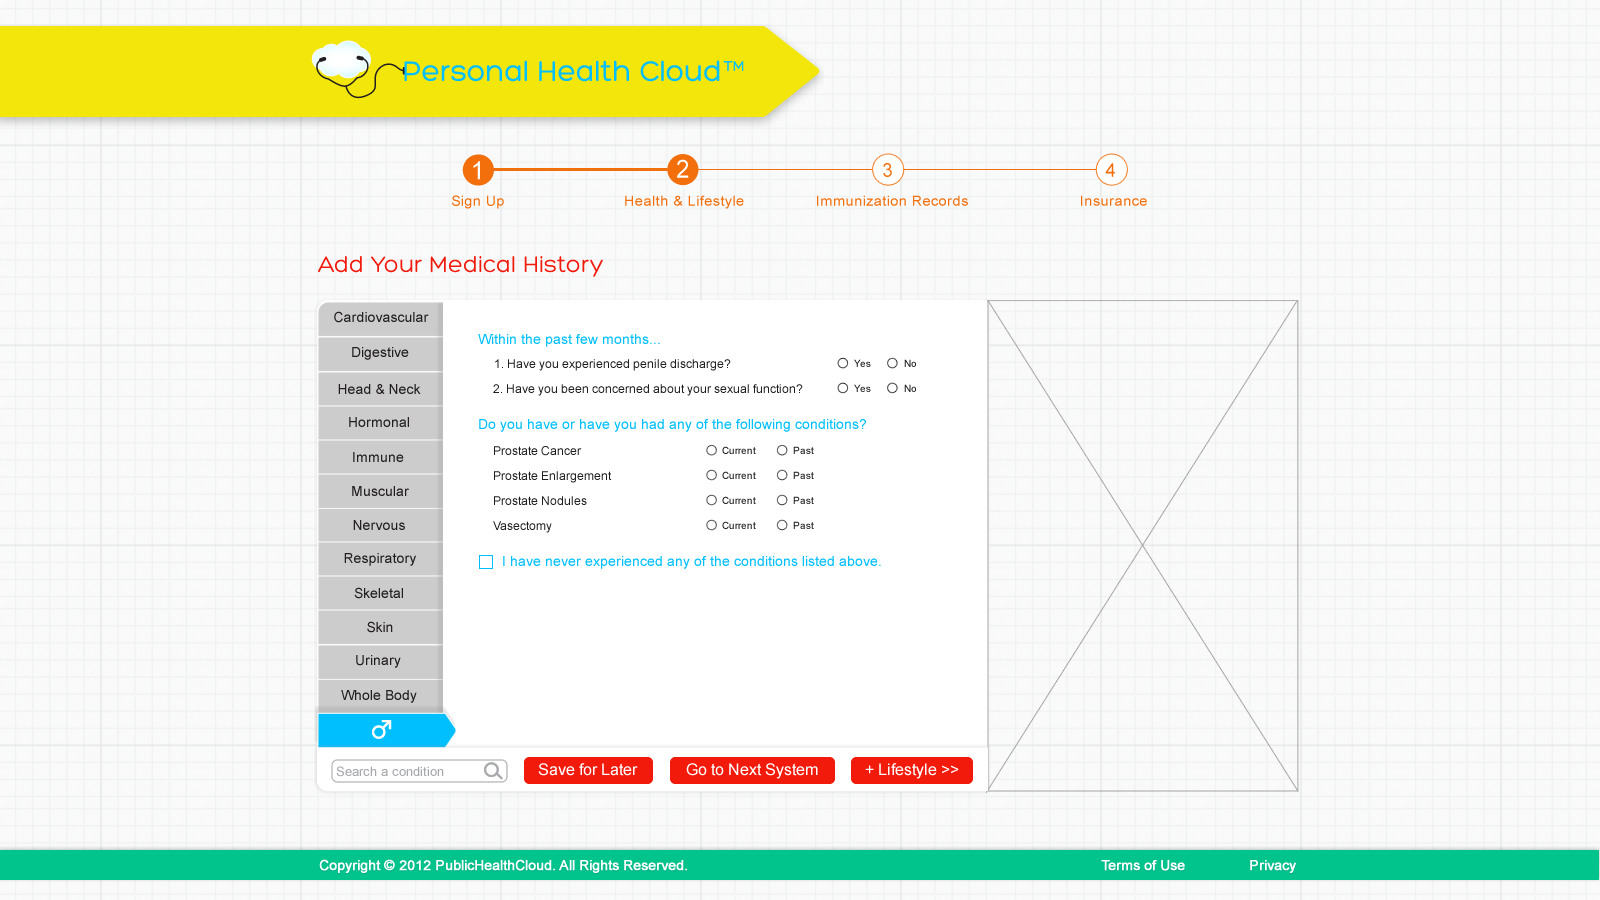 Personal Health Cloud™
1 2 3 4
Sign Up Health & Lifestyle Immunization Records Insurance
Add Your Medical History
Cardiovascular
Digestive
Head & Neck
Hormonal
Immune
Muscular
Nervous
Respiratory
Skeletal
Skin
Urinary
Whole Body
Within the past few months...
1. Have you experienced penile discharge? Yes No
2. Have you been concerned about your sexual function? Yes No
Do you have or have you had any of the following conditions?
Prostate Cancer Current Past
Prostate Enlargement Current Past
Prostate Nodules Current Past
Vasectomy Current Past
I have never experienced any of the conditions listed above.
Search a condition Save for Later Go to Next System + Lifestyle >>
Copyright © 2012 PublicHealthCloud. All Rights Reserved. Terms of Use Privacy